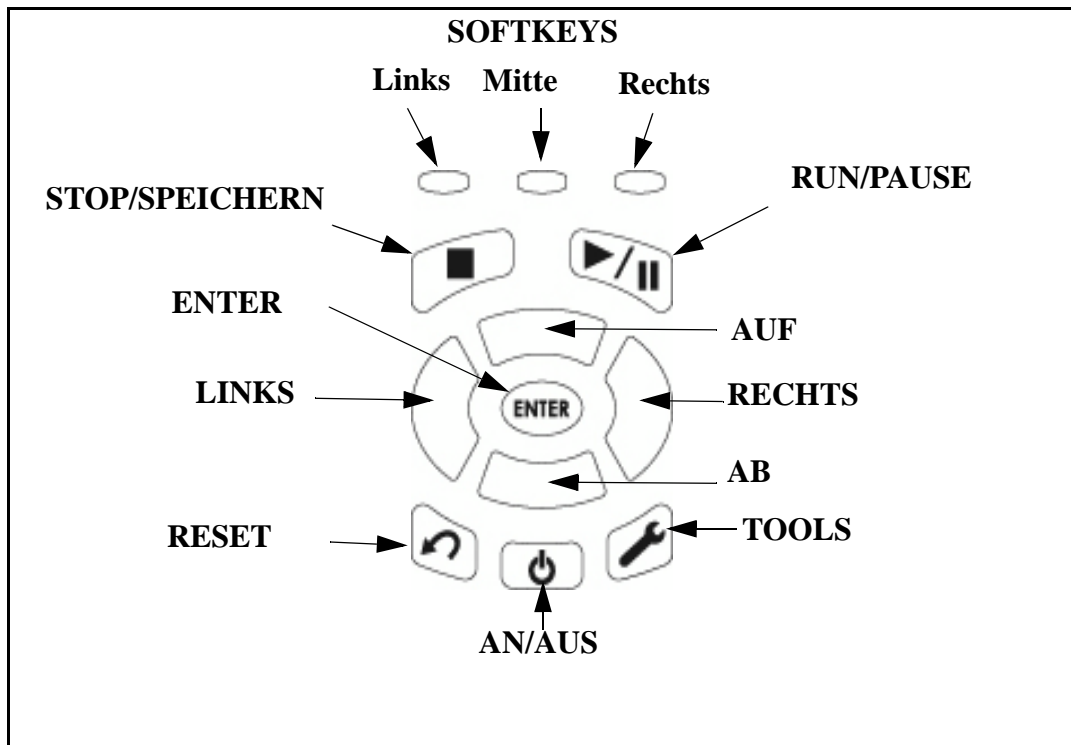 SOFTKEYS
Links Mitte Rechts
RUN/PAUSE
STOP/SPEICHERN
ENTER
AUF
LINKS
ENTER
RECHTS
AB
RESET
TOOLS
AN/AUS